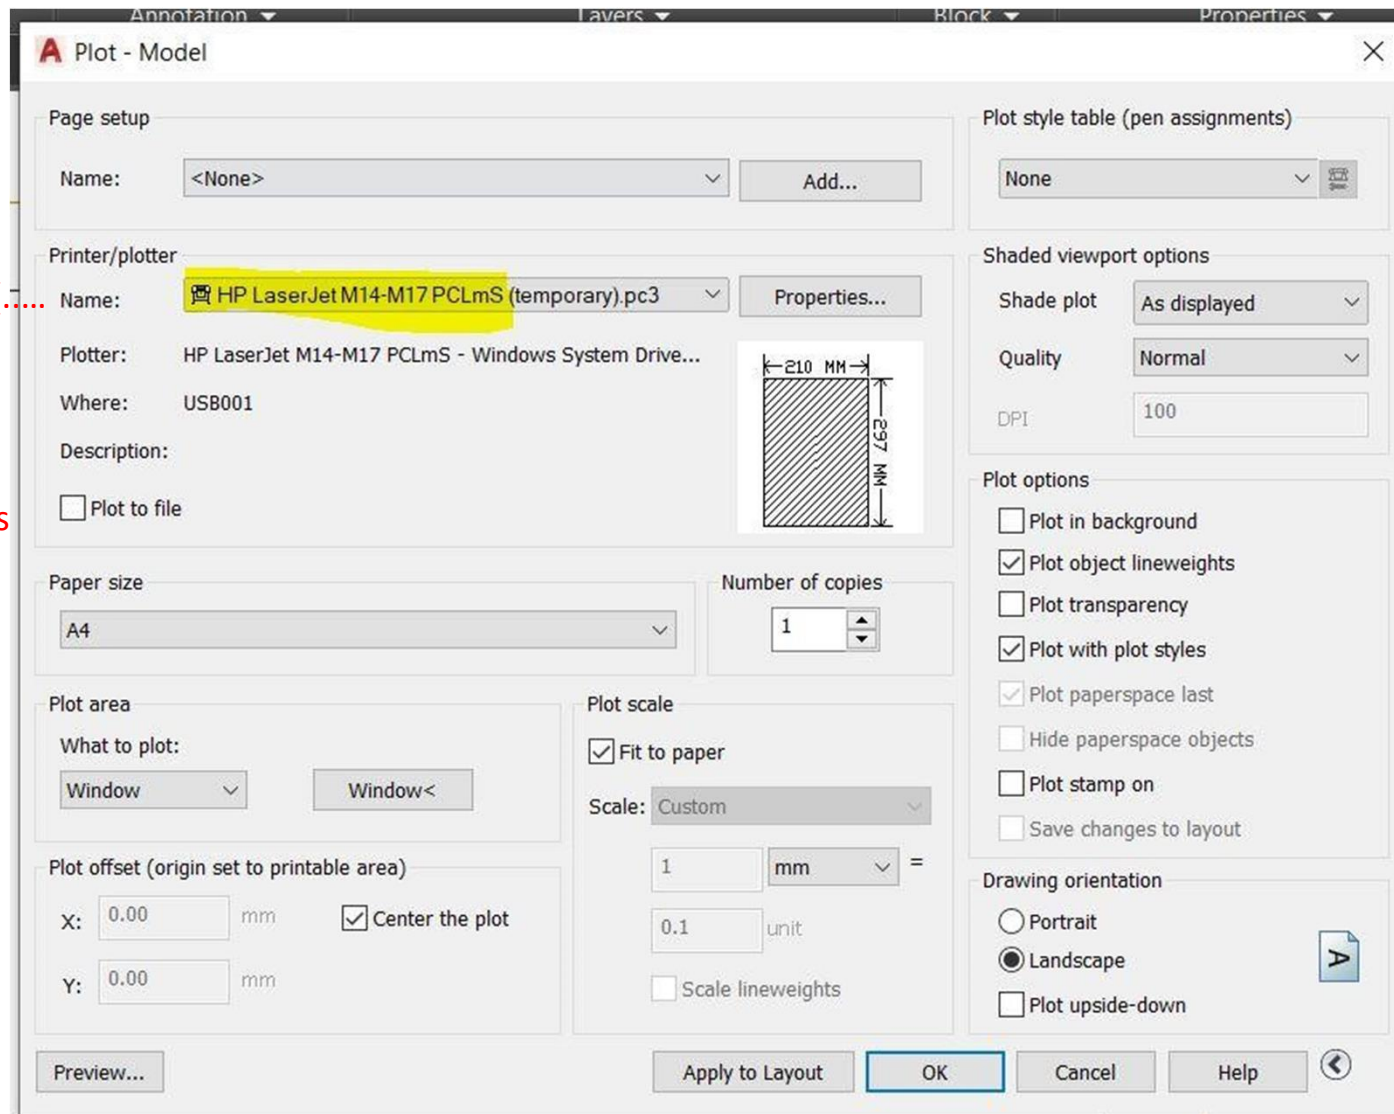 Annotation Layers Block Properties
A Plot - Model
Page setup
Name: <None> Add...
Plot style table (pen assignments)
None
Printer/plotter
..... Name: HP LaserJet M14-M17 PCLmS (temporary).pc3 Properties...
Plotter: HP LaserJet M14-M17 PCLmS - Windows System Drive...
Where: USB001
Description:
Plot to file
210 MM
297 MM
Shaded viewport options
Shade plot As displayed
Quality Normal
DPI 100
s
Paper size
A4
Number of copies
1
Plot options
Plot in background
Plot object lineweights
Plot transparency
Plot with plot styles
Plot paperspace last
Hide paperspace objects
Plot stamp on
Save changes to layout
Plot area
What to plot:
Window Window<
Plot scale
Fit to paper
Scale: Custom
1 mm =
0.1 unit
Scale lineweights
Plot offset (origin set to printable area)
X: 0.00 mm Center the plot
Y: 0.00 mm
Drawing orientation
Portrait
Landscape
Plot upside-down
A
Preview... Apply to Layout OK Cancel Help